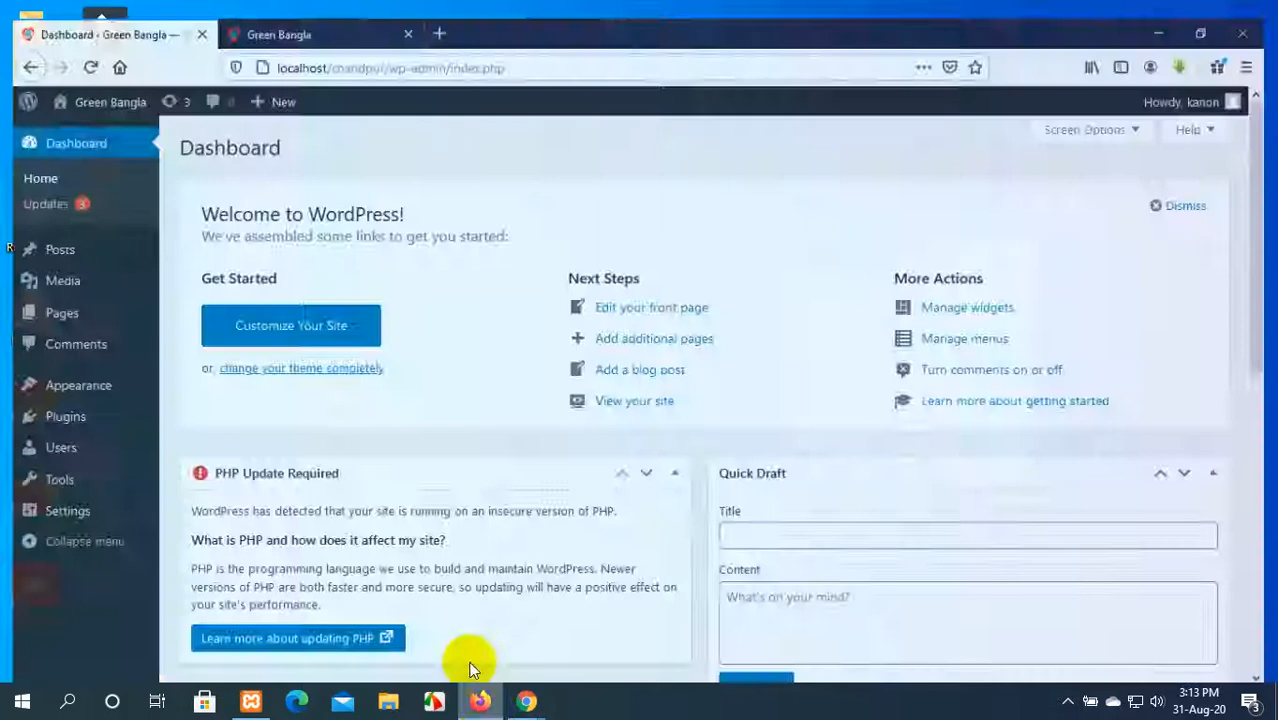 Dashboard - Green Bangla —
Green Bangla
localhost/chandpur/wp-admin/index.php
Green Bangla
3
0
New
Howdy, kanon
Dashboard
Screen Options
Help
Dashboard
Home
Updates 3
Welcome to WordPress!
Dismiss
We've assembled some links to get you started:
Posts
Media
Pages
Comments
Appearance
Plugins
Users
Tools
Settings
Collapse menu
Get Started
Customize Your Site
or, change your theme completely
Next Steps
Edit your front page
Add additional pages
Add a blog post
View your site
More Actions
Manage widgets
Manage menus
Turn comments on or off
Learn more about getting started
PHP Update Required
WordPress has detected that your site is running on an insecure version of PHP.
What is PHP and how does it affect my site?
PHP is the programming language we use to build and maintain WordPress. Newer
versions of PHP are both faster and more secure, so updating will have a positive effect on
your site's performance.
Learn more about updating PHP
Quick Draft
Title
Content
What's on your mind?
3:13 PM
31-Aug-20
3